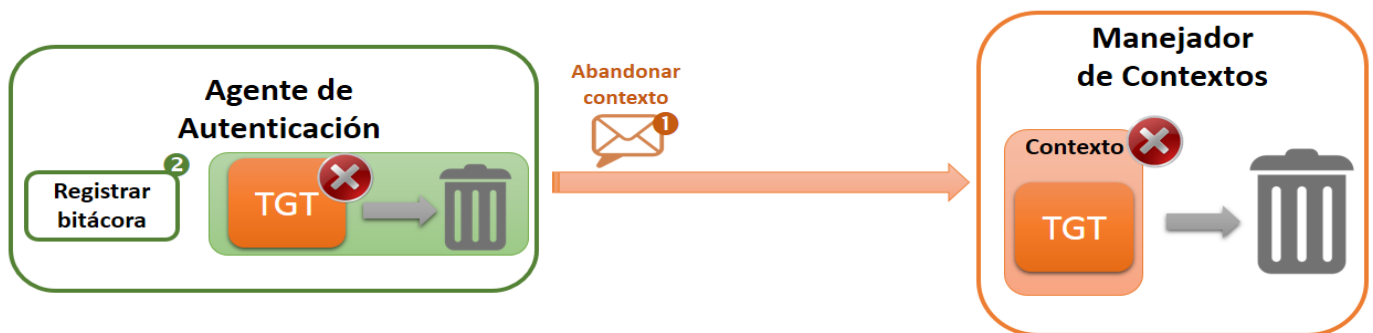 Agente de
Autenticación
2
Registrar
bitácora
TGT
Abandonar
contexto
1
Manejador
de Contextos
Contexto
TGT